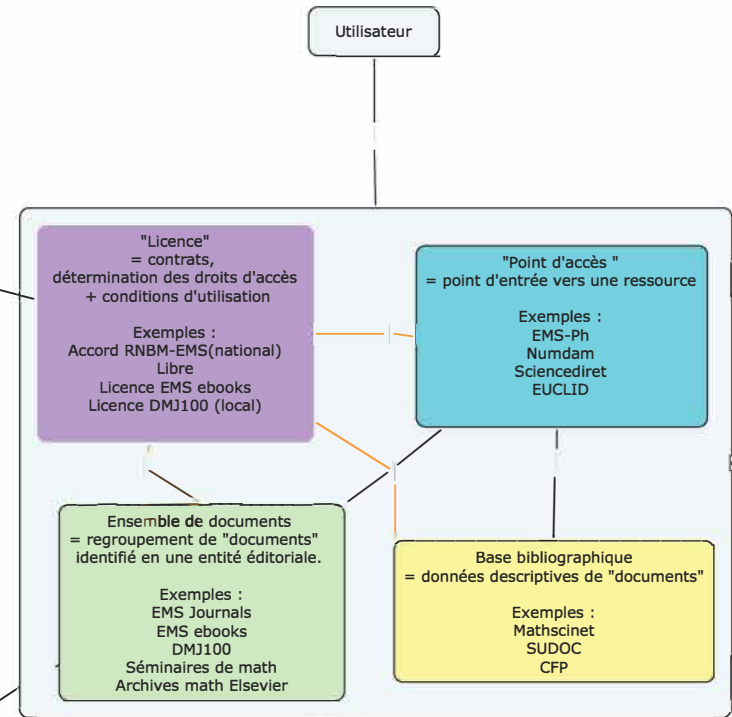 Utilisateur
"Licence"
= contrats,
détermination des droits d'accès
+ conditions d'utilisation
Exemples :
Accord RNBM-EMS(national)
Libre
Licence EMS ebooks
Licence DMJ100 (local)
"Point d'accès "
= point d'entrée vers une ressource
Exemples :
EMS-Ph
Numdam
Sciencediret
EUCLID
Ensemble de documents
= regroupement de "documents"
identifié en une entité éditoriale.
Exemples :
EMS Journals
EMS ebooks
DMJ100
Séminaires de math
Archives math Elsevier
Base bibliographique
= données descriptives de "documents"
Exemples :
Mathscinet
SUDOC
CFP